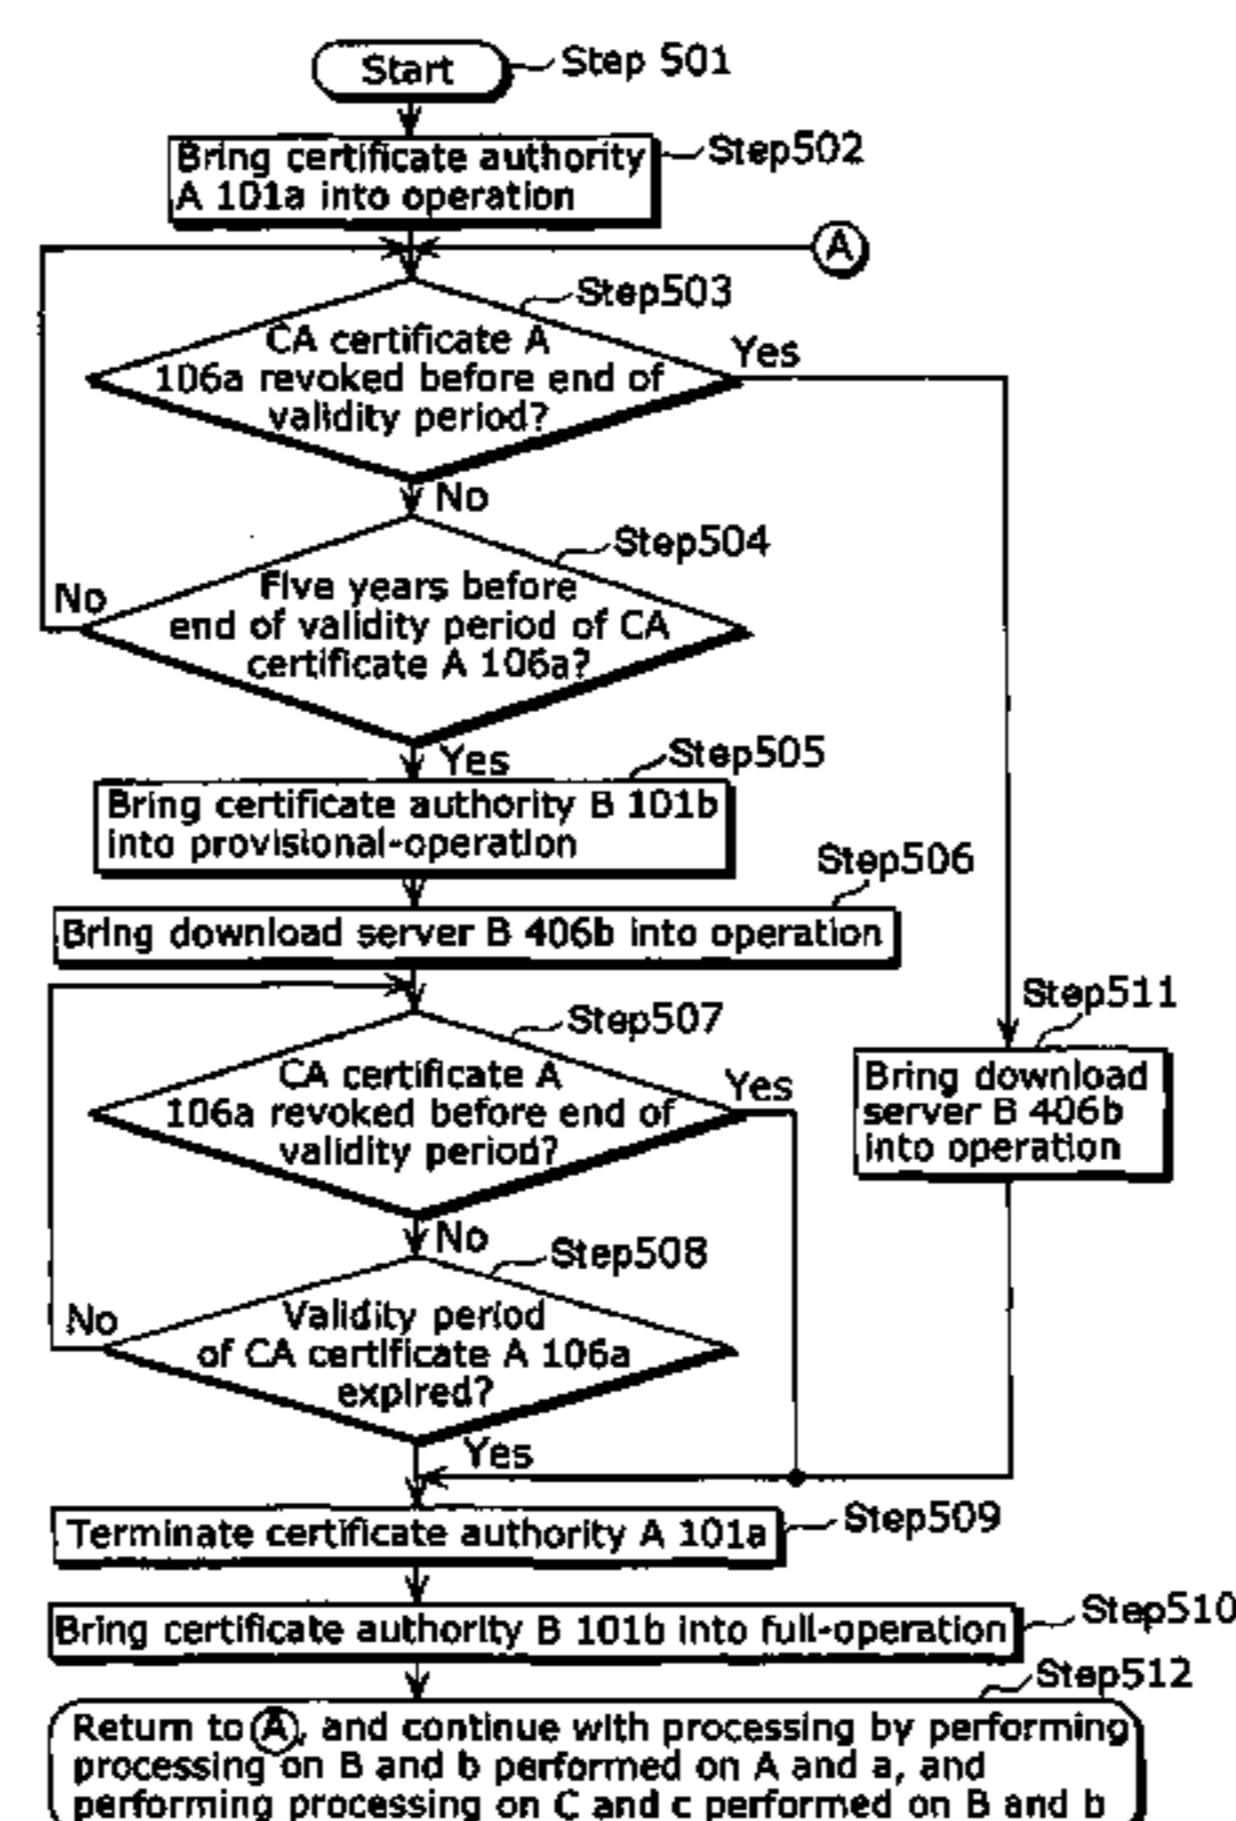 Start
Step 501
Bring certificate authority
A 101a into operation
Step502
A
Step503
CA certificate A
106a revoked before end of
validity period?
Yes
No
Step504
Five years before
end of validity period of CA
certificate A 106a?
No
Yes
Step505
Bring certificate authority B 101b
into provisional-operation
Step506
Bring download server B 406b into operation
Step507
CA certificate A
106a revoked before end of
validity period?
Yes
Step511
Bring download
server B 406b
into operation
No
Step508
Validity period
of CA certificate A 106a
expired?
No
Yes
Terminate certificate authority A 101a
Step509
Bring certificate authority B 101b into full-operation
Step510
Step512
Return to A, and continue with processing by performing
processing on B and b performed on A and a, and
performing processing on C and c performed on B and b